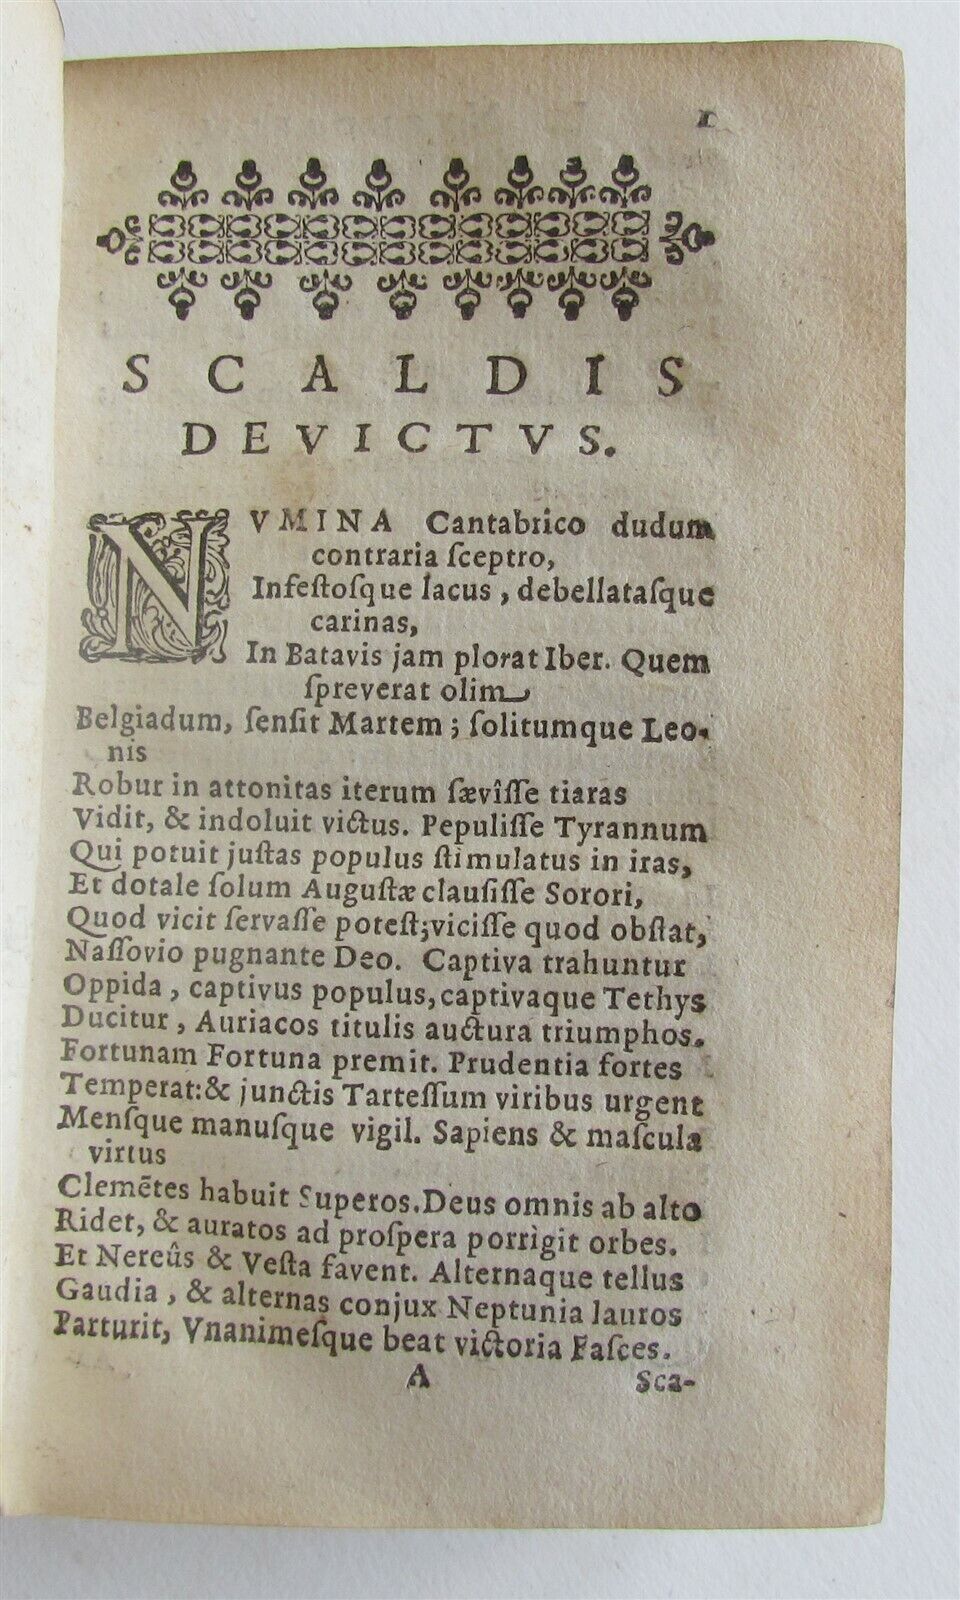 1
SCALDIS
DEVICTVS.
NVMINA Cantabrico dudum
contraria ſceptro,
Infeſtoſque lacus, debellataſque
carinas,
In Batavis jam plorat Iber. Quem
ſpreverat olim
Belgiadum, ſenſit Martem; ſolitumque Leo-
nis
Robur in attonitas iterum ſævîſſe tiaras
Vidit, & indoluit victus. Pepuliſſe Tyrannum
Qui potuit juſtas populus ſtimulatus in iras,
Et dotale ſolum Auguſtæ clauſiſſe Sorori,
Quod vicit ſervaſſe poteſt; viciſſe quod obſtat,
Naſſovio pugnante Deo. Captiva trahuntur
Oppida, captivus populus, captivaque Tethys
Ducitur, Auriacos titulis auctura triumphos.
Fortunam Fortuna premit. Prudentia fortes
Temperat: & junctis Tarteſſum viribus urgent
Menſque manuſque vigil. Sapiens & maſcula
virtus
Clemētes habuit Superos. Deus omnis ab alto
Ridet, & auratos ad proſpera porrigit orbes.
Et Nereûs & Veſta favent. Alternaque tellus
Gaudia, & alternas conjux Neptunia lauros
Parturit, Vnanimeſque beat victoria Faſces.
A Sca-